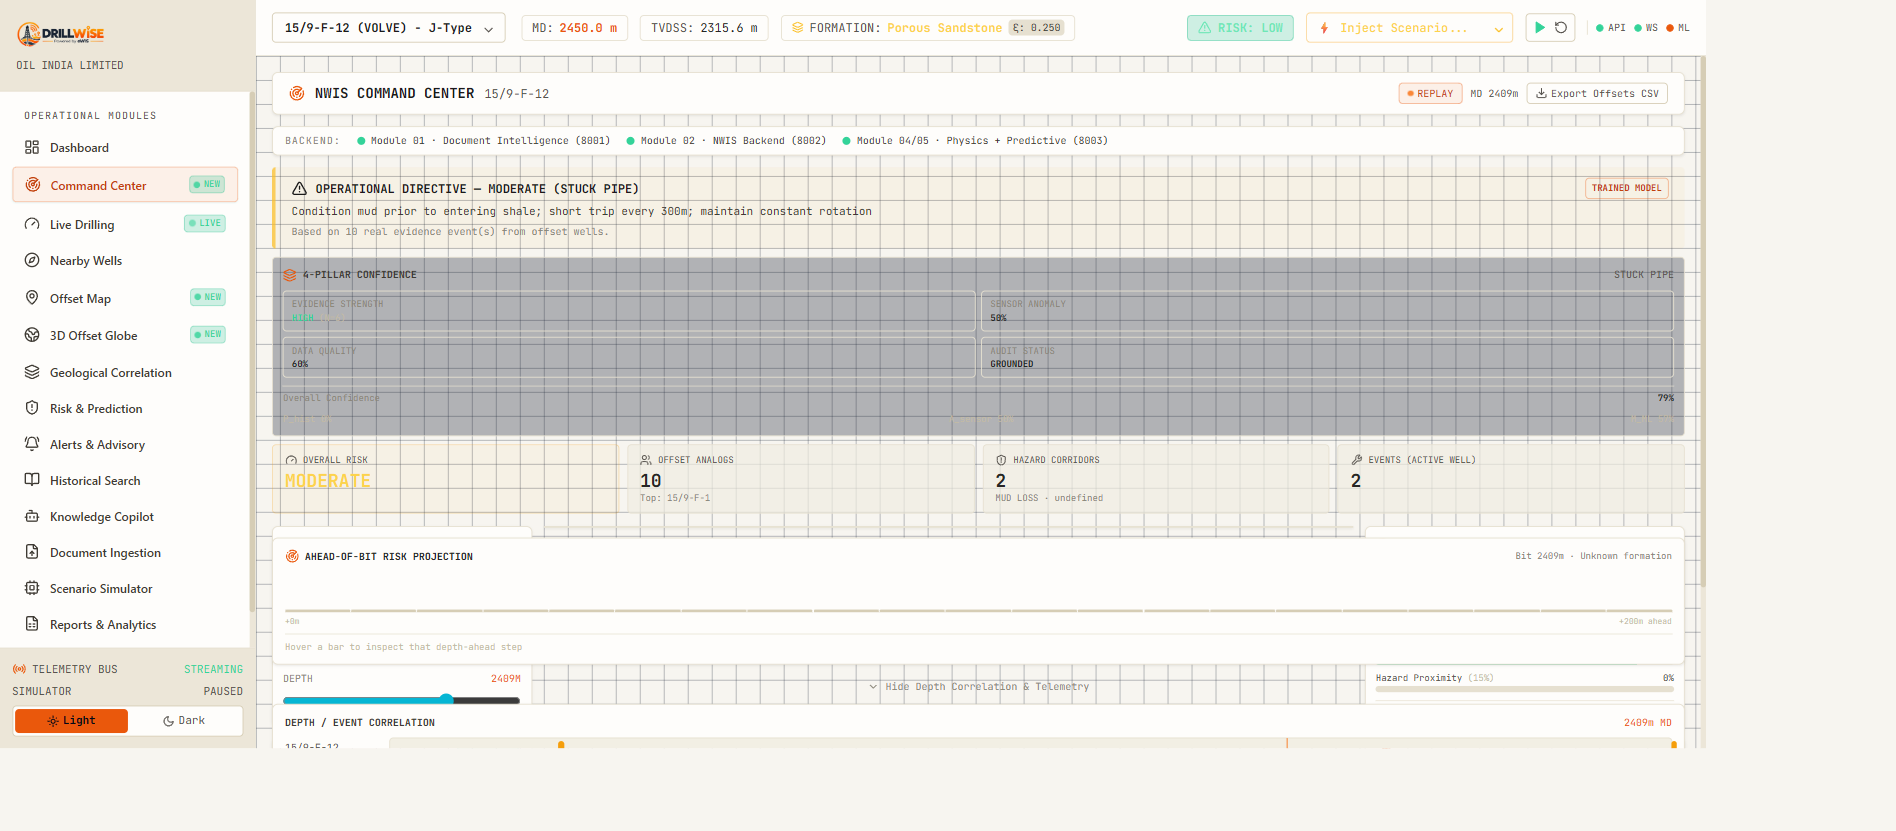 DRILLWISE
Powered by eWIS
OIL INDIA LIMITED
15/9-F-12 (VOLVE) - J-Type
MD: 2450.0 m
TVDSS: 2315.6 m
FORMATION: Porous Sandstone ξ: 0.250
RISK: LOW
Inject Scenario...
API WS ML
OPERATIONAL MODULES
Dashboard
Command Center NEW
Live Drilling LIVE
Nearby Wells
Offset Map NEW
3D Offset Globe NEW
Geological Correlation
Risk & Prediction
Alerts & Advisory
Historical Search
Knowledge Copilot
Document Ingestion
Scenario Simulator
Reports & Analytics
TELEMETRY BUS STREAMING
SIMULATOR PAUSED
Light Dark
NWIS COMMAND CENTER 15/9-F-12
REPLAY MD 2409m Export Offsets CSV
BACKEND: Module 01 · Document Intelligence (8001) Module 02 · NWIS Backend (8002) Module 04/05 · Physics + Predictive (8003)
OPERATIONAL DIRECTIVE — MODERATE (STUCK PIPE) TRAINED MODEL
Condition mud prior to entering shale; short trip every 300m; maintain constant rotation
Based on 10 real evidence event(s) from offset wells.
4-PILLAR CONFIDENCE STUCK PIPE
EVIDENCE STRENGTH
HIGH
SENSOR ANOMALY
50%
DATA QUALITY
60%
AUDIT STATUS
GROUNDED
Overall Confidence 79%
OVERALL RISK
MODERATE
OFFSET ANALOGS
10
Top: 15/9-F-1
HAZARD CORRIDORS
2
MUD LOSS · undefined
EVENTS (ACTIVE WELL)
2
AHEAD-OF-BIT RISK PROJECTION Bit 2409m · Unknown formation
+0m +200m ahead
Hover a bar to inspect that depth-ahead step
DEPTH 2409M
Hide Depth Correlation & Telemetry
Hazard Proximity (15%) 0%
DEPTH / EVENT CORRELATION 2409m MD
15/9-F-12